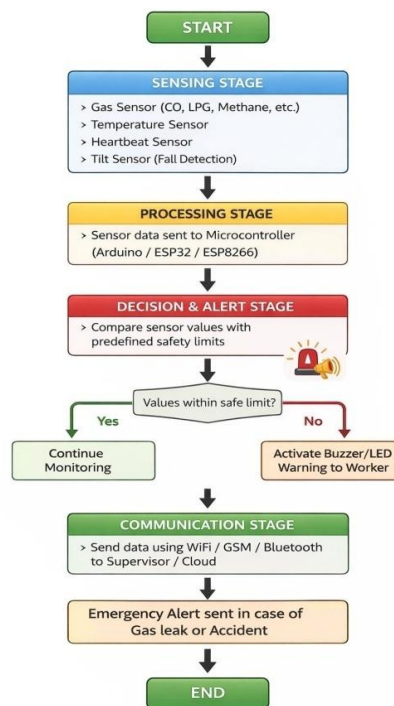 START
SENSING STAGE
> Gas Sensor (CO, LPG, Methane, etc.)
> Temperature Sensor
> Heartbeat Sensor
> Tilt Sensor (Fall Detection)
PROCESSING STAGE
> Sensor data sent to Microcontroller
(Arduino / ESP32 / ESP8266)
DECISION & ALERT STAGE
> Compare sensor values with
predefined safety limits
Values within safe limit?
Yes
No
Continue
Monitoring
Activate Buzzer/LED
Warning to Worker
COMMUNICATION STAGE
> Send data using WiFi / GSM / Bluetooth
to Supervisor / Cloud
Emergency Alert sent in case of
Gas leak or Accident
END